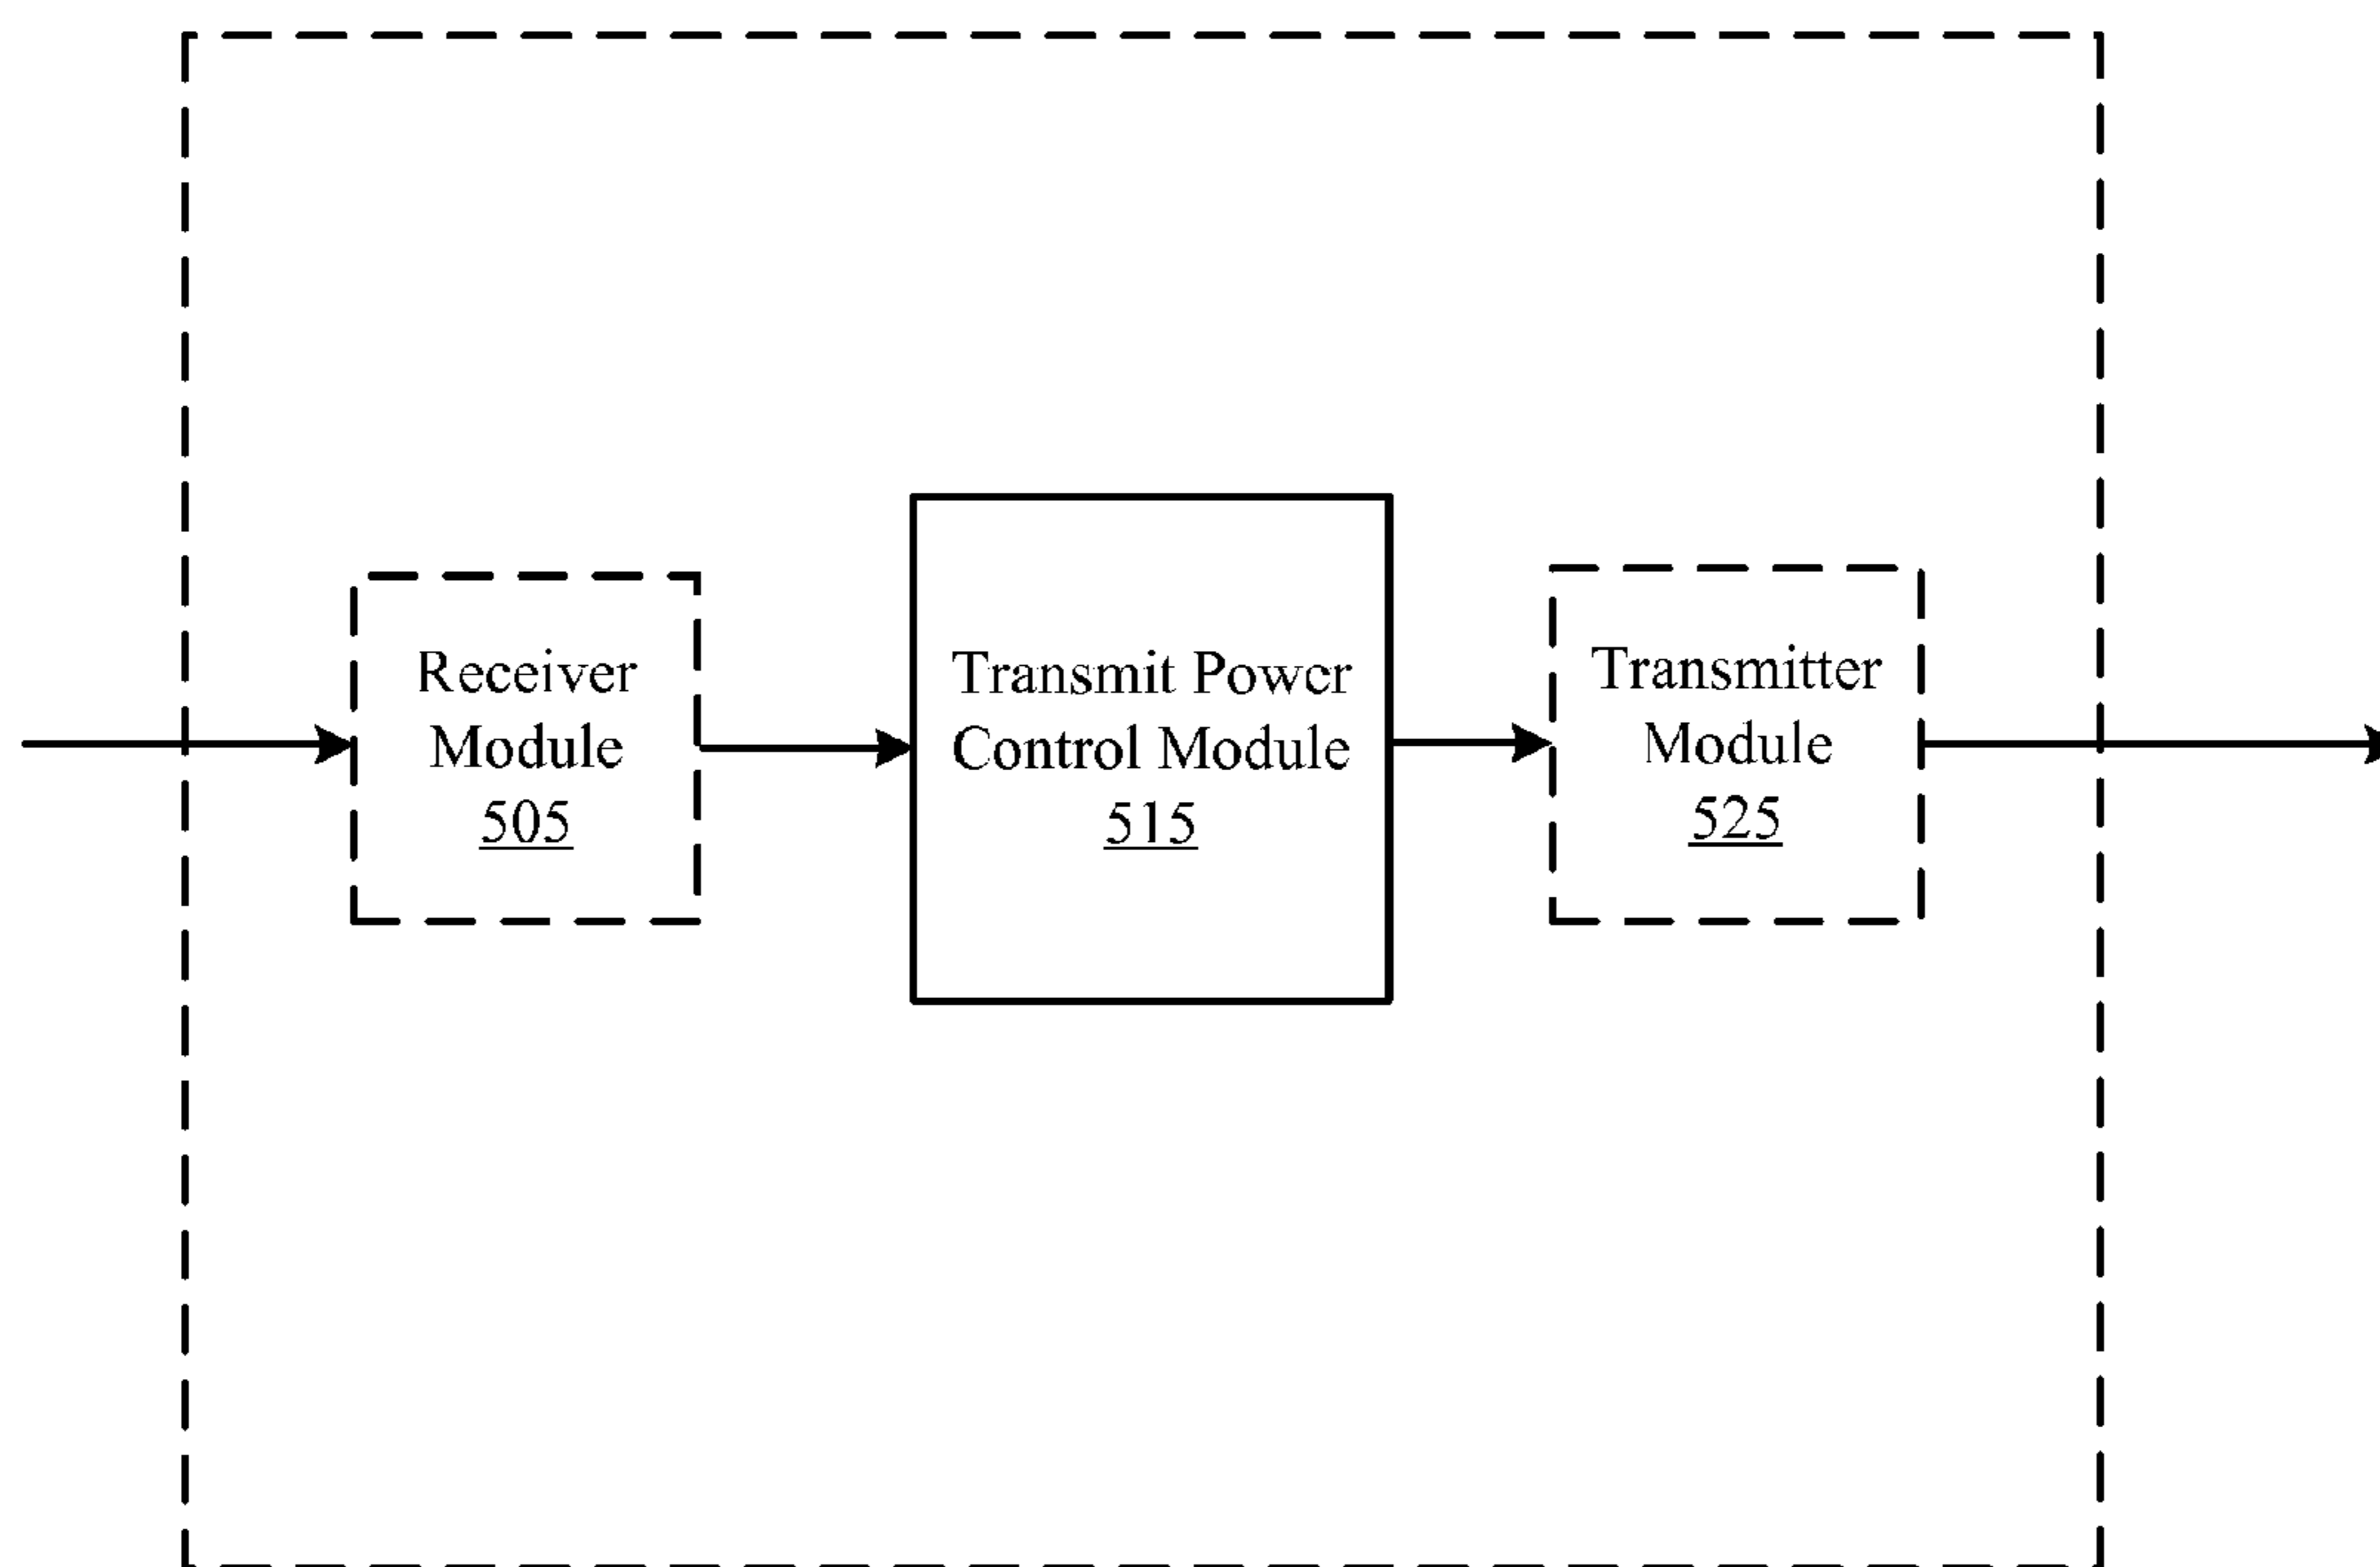 Receiver
Module
505
Transmit Power
Control Module
515
Transmitter
Module
525